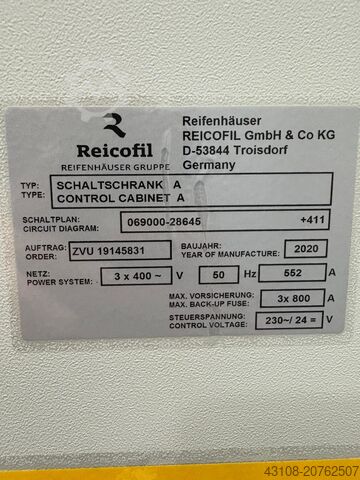 Reicofil
REIFENHÄUSER GRUPPE
Reifenhäuser
REICOFIL GmbH & Co KG
D-53844 Troisdorf
Germany
TYP: SCHALTSCHRANK A
TYPE: CONTROL CABINET A
SCHALTPLAN:
CIRCUIT DIAGRAM: 069000-28645 +411
AUFTRAG: BAUJAHR:
ORDER: ZVU 19145831 YEAR OF MANUFACTURE: 2020
NETZ:
POWER SYSTEM: 3 x 400 ~ V 50 Hz 552 A
MAX. VORSICHERUNG:
MAX. BACK-UP FUSE: 3x 800 A
STEUERSPANNUNG:
CONTROL VOLTAGE: 230~/ 24 = V
43108-20762507